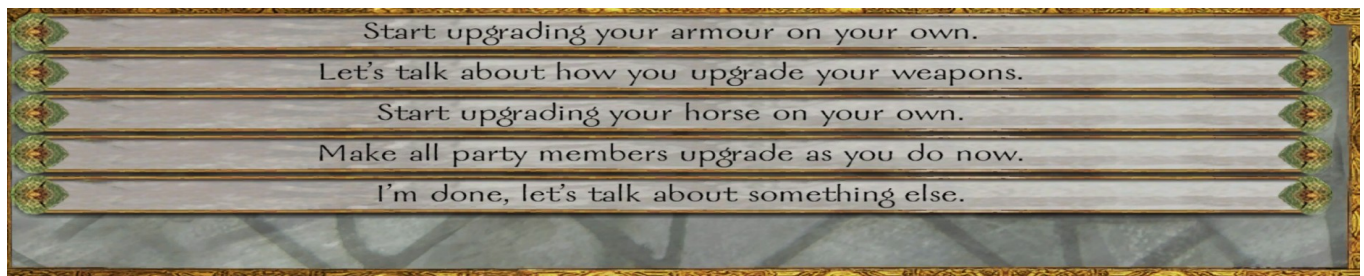 Start upgrading your armour on your own.
Let's talk about how you upgrade your weapons.
Start upgrading your horse on your own.
Make all party members upgrade as you do now.
I'm done, let's talk about something else.